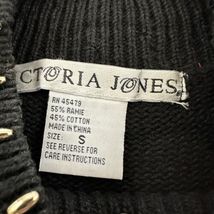 CTORIA JONES
RN 45479
55% RAMIE
45% COTTON
MADE IN CHINA
SIZE: S
SEE REVERSE FOR
CARE INSTRUCTIONS